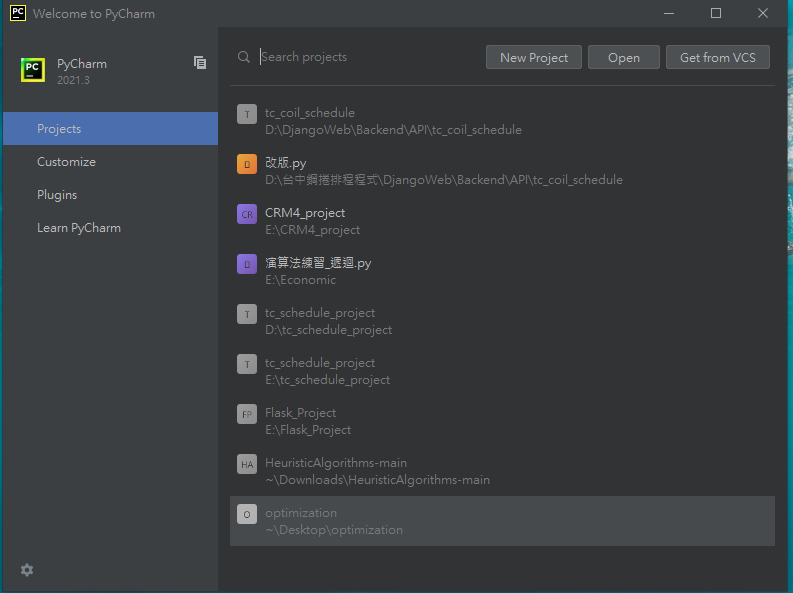 PC Welcome to PyCharm
PC PyCharm
2021.3
Projects
Customize
Plugins
Learn PyCharm
Search projects
New Project
Open
Get from VCS
T tc_coil_schedule
D:\DjangoWeb\Backend\API\tc_coil_schedule
改版.py
D:\台中鋼捲排程程式\DjangoWeb\Backend\API\tc_coil_schedule
CR CRM4_project
E:\CRM4_project
演算法練習_遞迴.py
E:\Economic
T tc_schedule_project
D:\tc_schedule_project
T tc_schedule_project
E:\tc_schedule_project
FP Flask_Project
E:\Flask_Project
HA HeuristicAlgorithms-main
~\Downloads\HeuristicAlgorithms-main
O optimization
~\Desktop\optimization